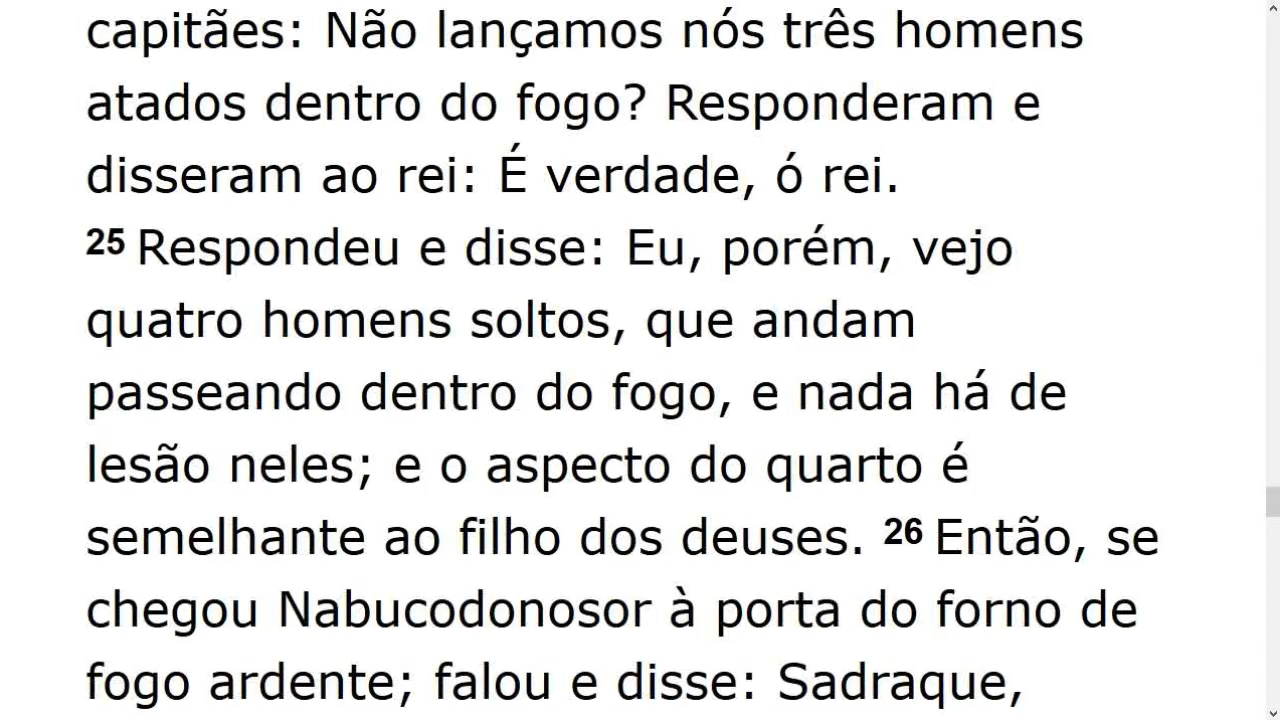 capitães: Não lançamos nós três homens
atados dentro do fogo? Responderam e
disseram ao rei: É verdade, ó rei.
25 Respondeu e disse: Eu, porém, vejo
quatro homens soltos, que andam
passeando dentro do fogo, e nada há de
lesão neles; e o aspecto do quarto é
semelhante ao filho dos deuses. 26 Então, se
chegou Nabucodonosor à porta do forno de
fogo ardente; falou e disse: Sadraque,